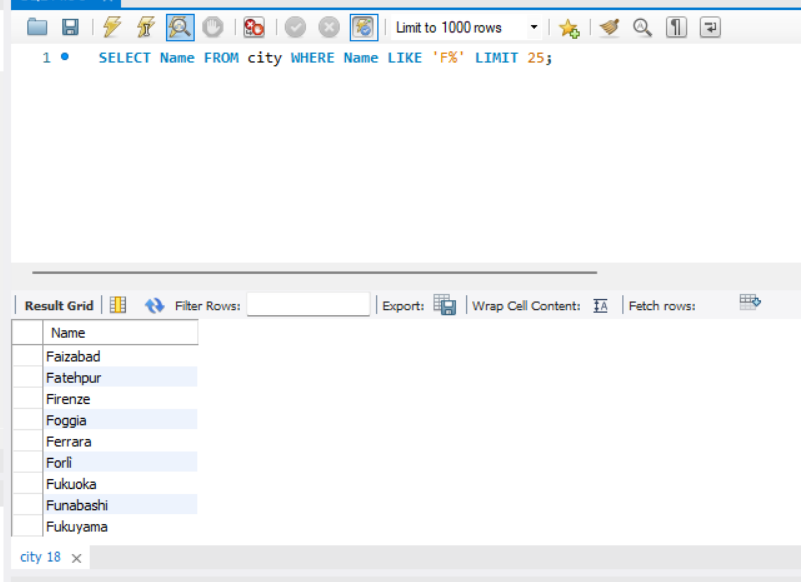 Limit to 1000 rows
1 SELECT Name FROM city WHERE Name LIKE 'F%' LIMIT 25;
Result Grid Filter Rows: Export: Wrap Cell Content: Fetch rows:
Name
Faizabad
Fatehpur
Firenze
Foggia
Ferrara
Forlì
Fukuoka
Funabashi
Fukuyama
city 18